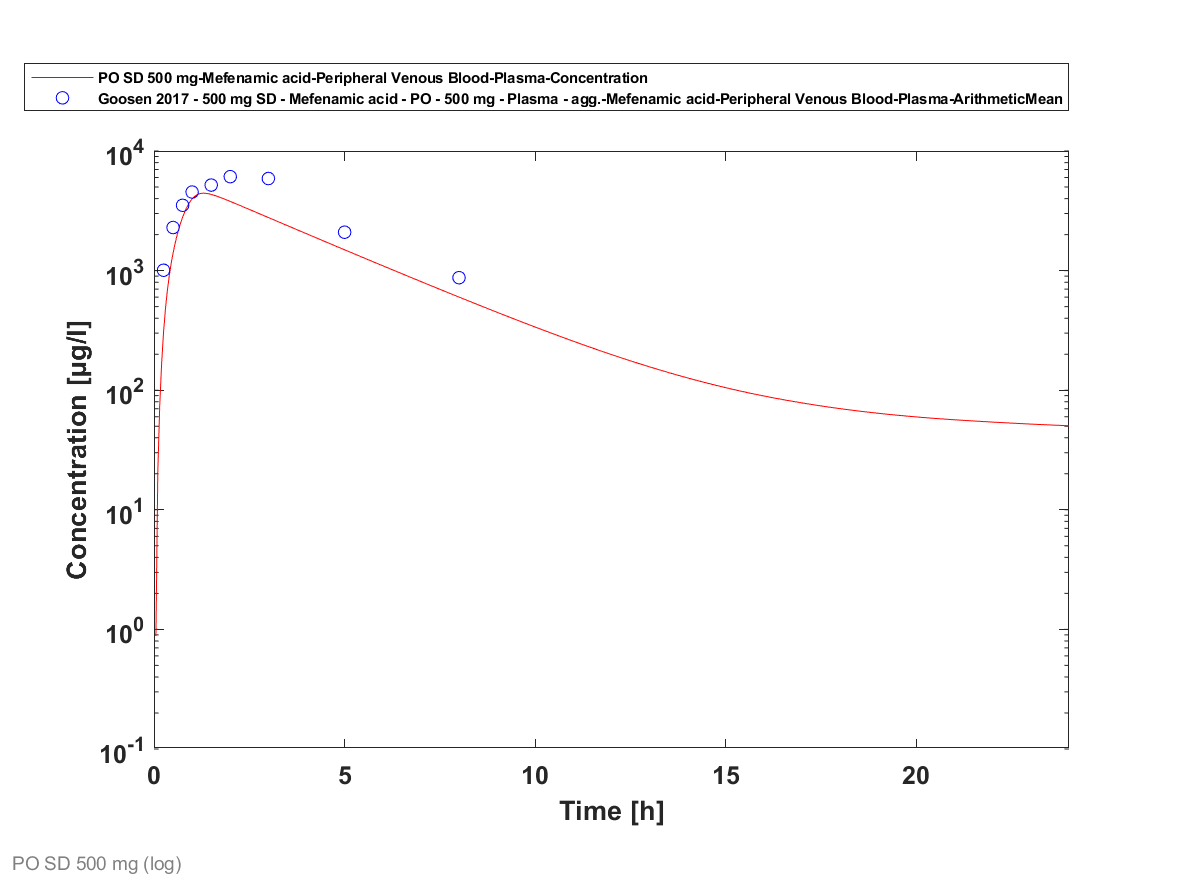 PO SD 500 mg-Mefenamic acid-Peripheral Venous Blood-Plasma-Concentration
Goosen 2017 - 500 mg SD - Mefenamic acid - PO - 500 mg - Plasma - agg.-Mefenamic acid-Peripheral Venous Blood-Plasma-ArithmeticMean
10^4
10^3
10^2
10^1
10^0
10^-1
Concentration [µg/l]
0 5 10 15 20
Time [h]
PO SD 500 mg (log)